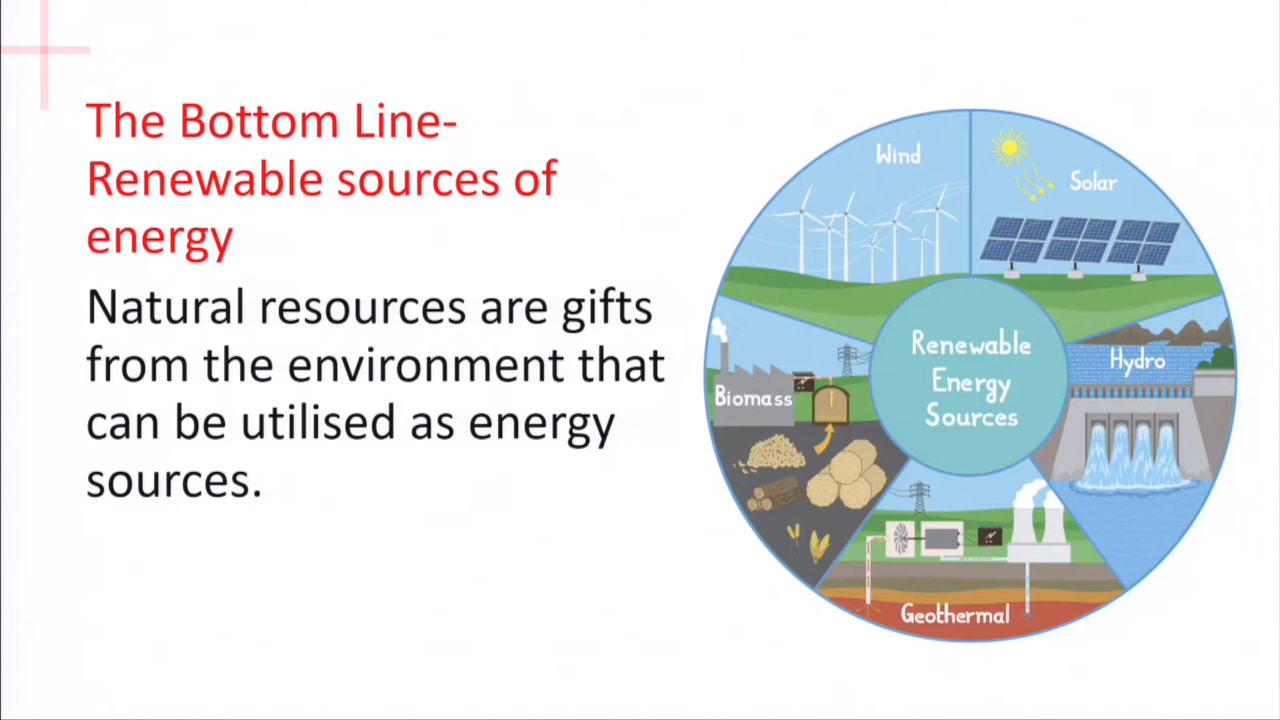 The Bottom Line-
Renewable sources of
energy
Natural resources are gifts
from the environment that
can be utilised as energy
sources.
Wind
Solar
Biomass
Renewable
Energy
Sources
Hydro
Geothermal